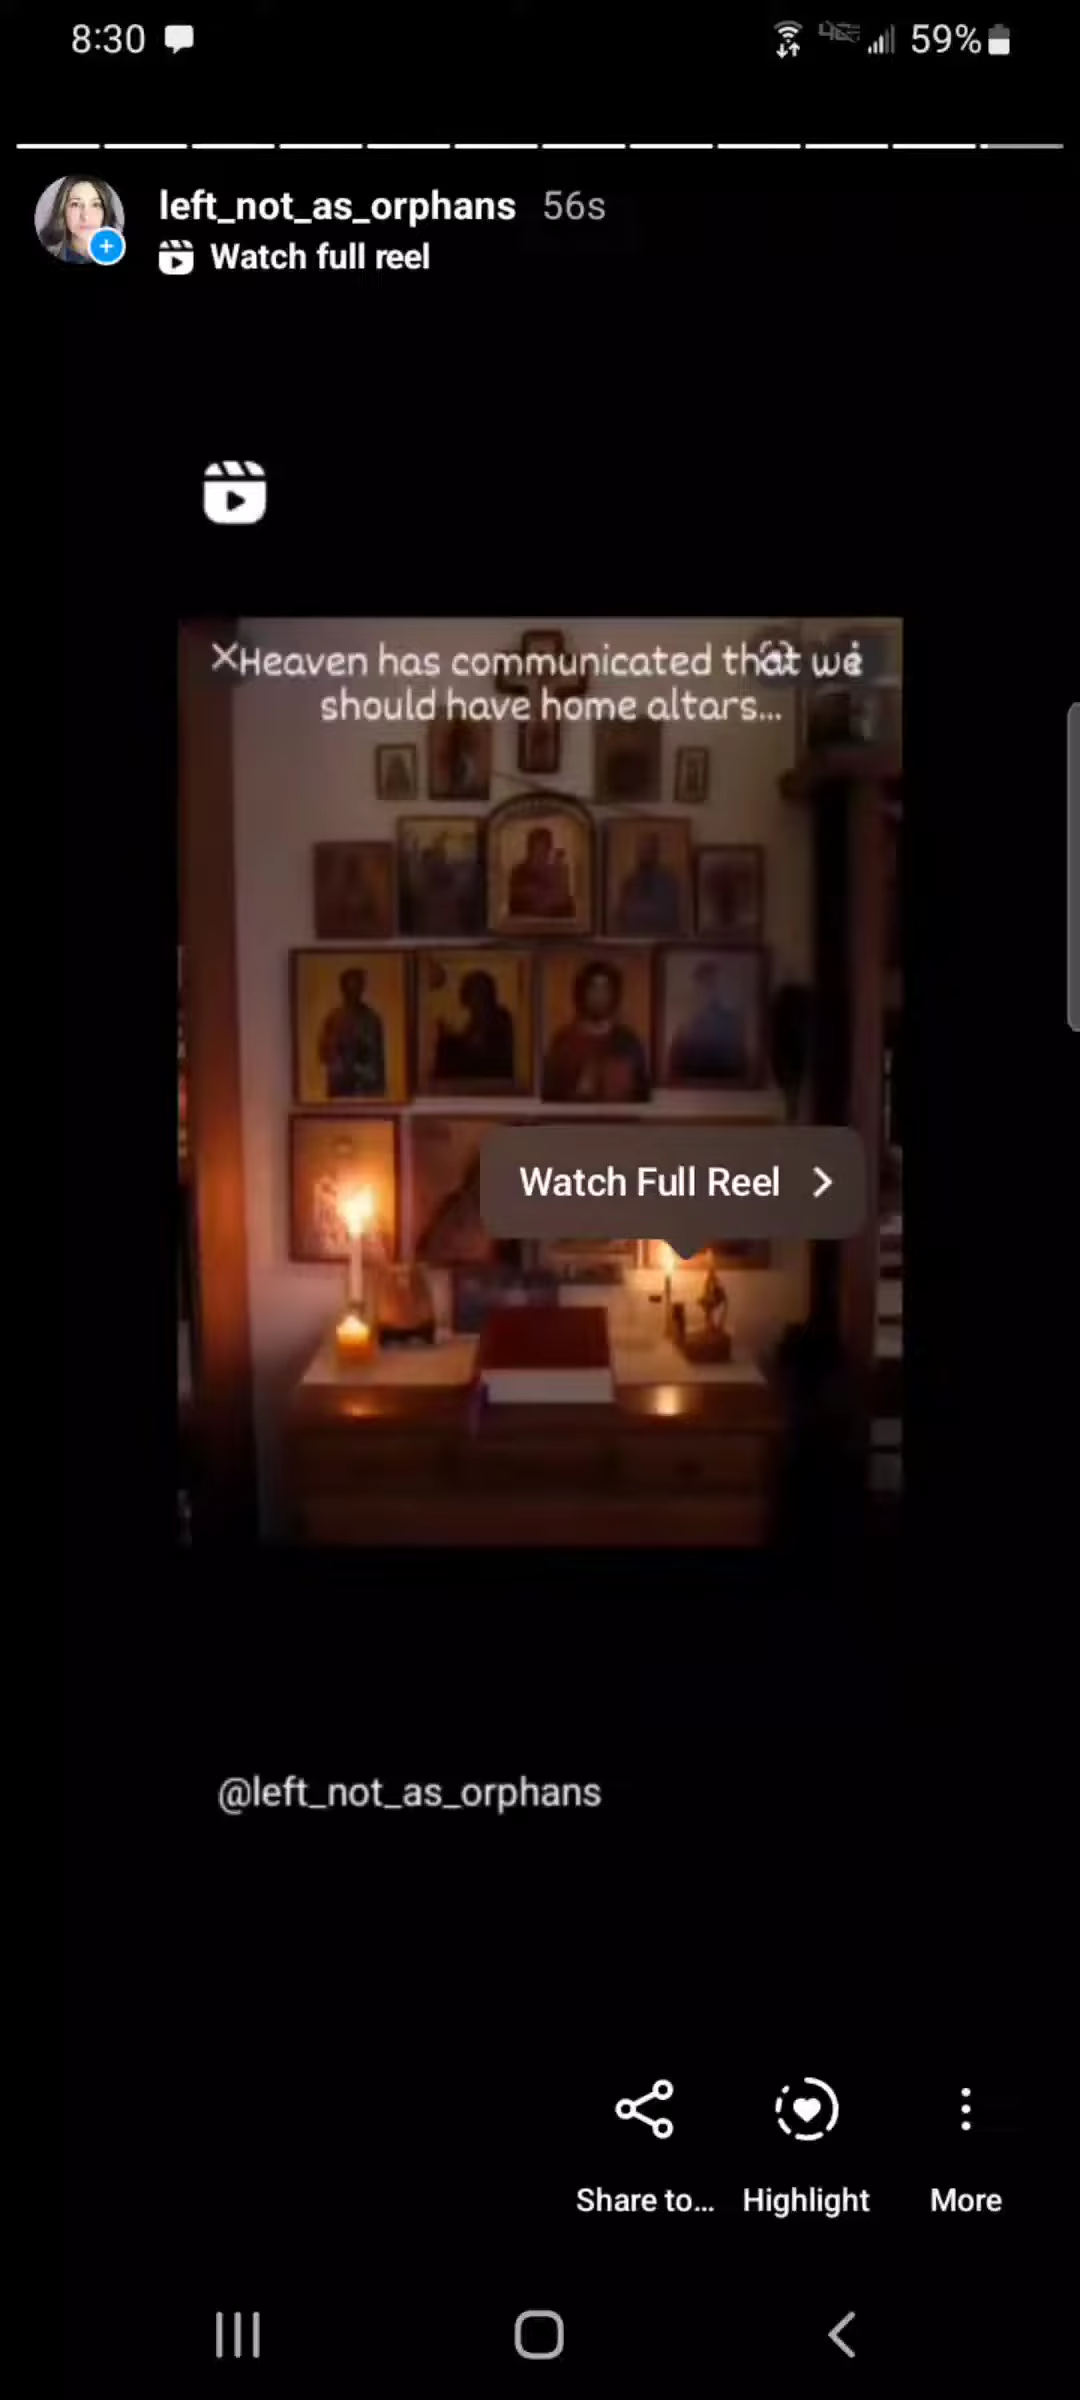 8:30
59%
left_not_as_orphans 56s
Watch full reel
Heaven has communicated that we
should have home altars...
Watch Full Reel
@left_not_as_orphans
Share to... Highlight More